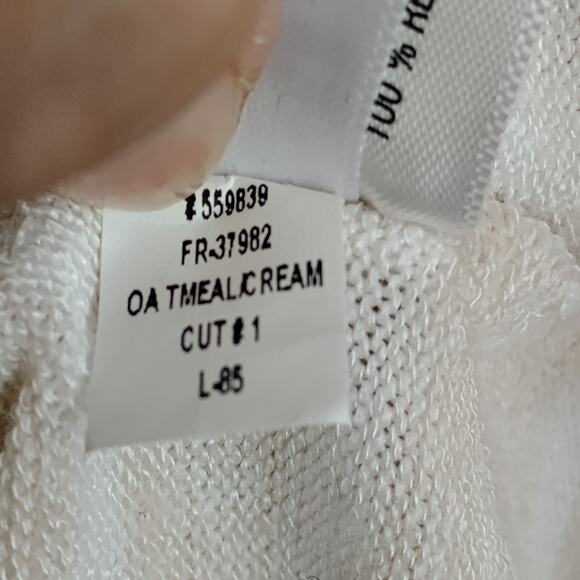 100 %
#559839
FR-37982
OATMEAL/CREAM
CUT # 1
L-85